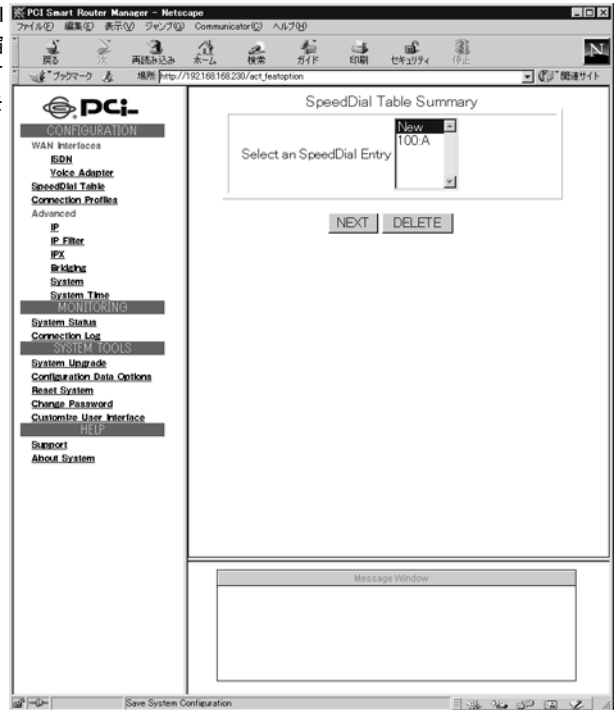 PCI Smart Router Manager - Netscape
ファイル(F) 編集(E) 表示(V) ジャンプ(G) Communicator(C) ヘルプ(H)
戻る 次 再読み込み ホーム 検索 ガイド 印刷 セキュリティ 停止
N
ブックマーク 場所: http://192.168.168.230/act_featoption 関連サイト
PCi-
CONFIGURATION
WAN Interfaces
ISDN
Voice Adapter
SpeedDial Table
Connection Profiles
Advanced
IP
IP Filter
IPX
Bridging
System
System Time
MONITORING
System Status
Connection Log
SYSTEM TOOLS
System Upgrade
Configuration Data Options
Reset System
Change Password
Customize User Interface
HELP
Support
About System
SpeedDial Table Summary
Select an SpeedDial Entry
New
100:A
NEXT DELETE
Message Window
Save System Configuration